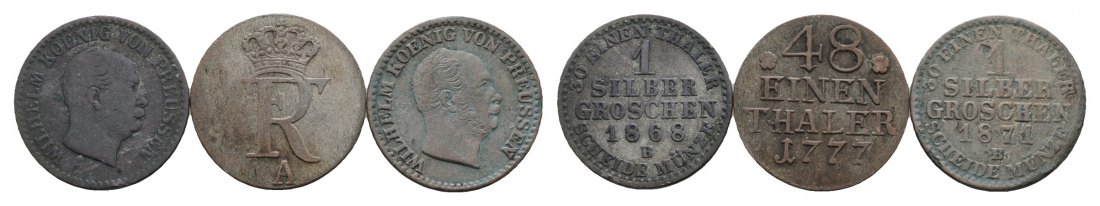 WILHELM KOENIG VON PREUSSEN
FR
A
WILHELM KOENIG VON PREUSSEN
30 EINEN THALER
1
SILBER
GROSCHEN
1868
B
SCHEIDE MÜNZE
48
EINEN
THALER
1777
30 EINEN THALER
1
SILBER
GROSCHEN
1871
B
SCHEIDE MÜNZE